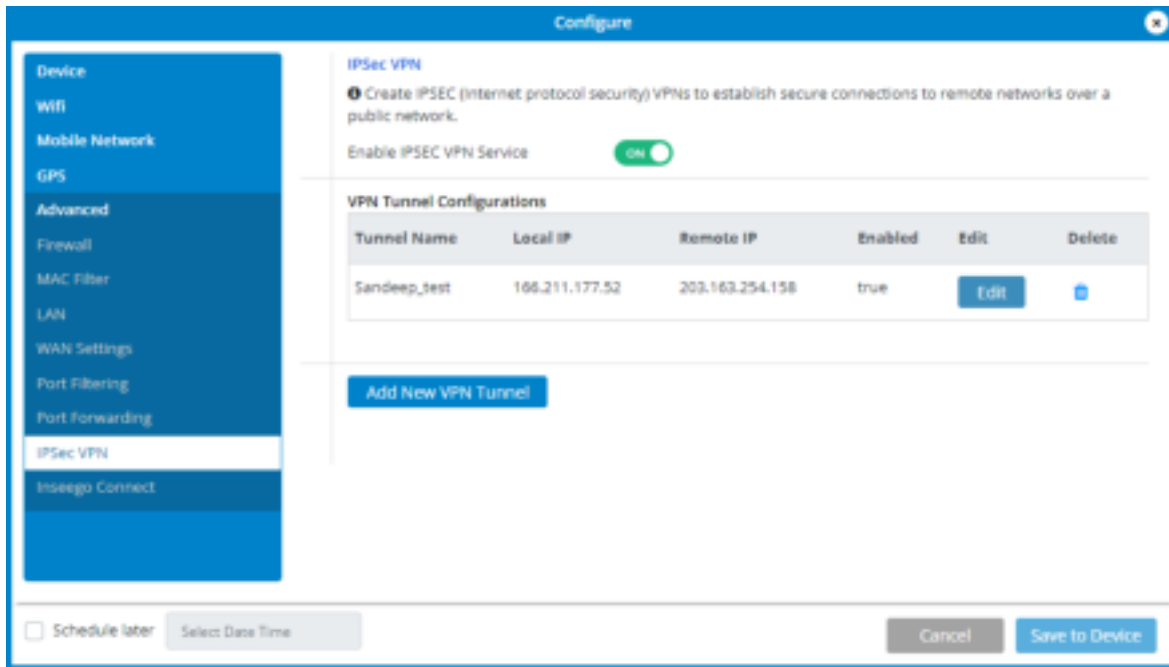 Configure
Device
Wifi
Mobile Network
GPS
Advanced
Firewall
MAC Filter
LAN
WAN Settings
Port Filtering
Port Forwarding
IPSec VPN
Inseego Connect
IPSec VPN
Create IPSEC (Internet protocol security) VPNs to establish secure connections to remote networks over a
public network.
Enable IPSEC VPN Service ON
VPN Tunnel Configurations
Tunnel Name Local IP Remote IP Enabled Edit Delete
Sandeep_test 166.211.177.52 203.163.254.158 true Edit
Add New VPN Tunnel
Schedule later Select Date Time Cancel Save to Device